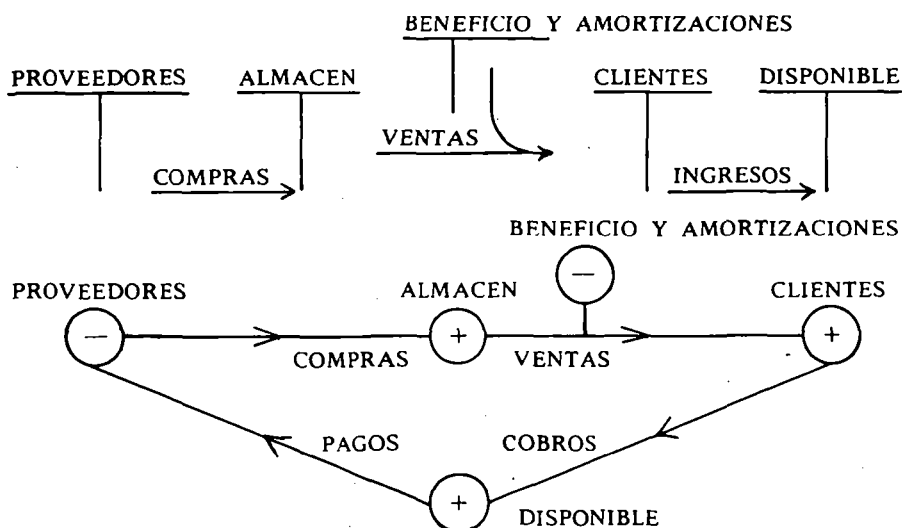 BENEFICIO Y AMORTIZACIONES
PROVEEDORES ALMACEN CLIENTES DISPONIBLE
VENTAS
COMPRAS INGRESOS
BENEFICIO Y AMORTIZACIONES
PROVEEDORES ALMACEN CLIENTES
− + − +
COMPRAS VENTAS
PAGOS COBROS
+
DISPONIBLE